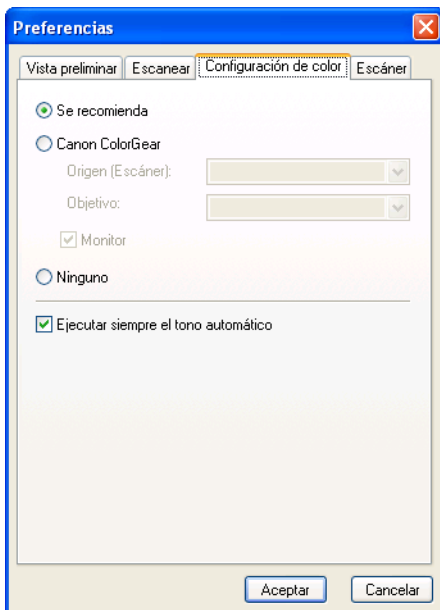 Preferencias
Vista preliminar Escanear Configuración de color Escáner
Se recomienda
Canon ColorGear
Origen (Escáner):
Objetivo:
Monitor
Ninguno
Ejecutar siempre el tono automático
Aceptar Cancelar